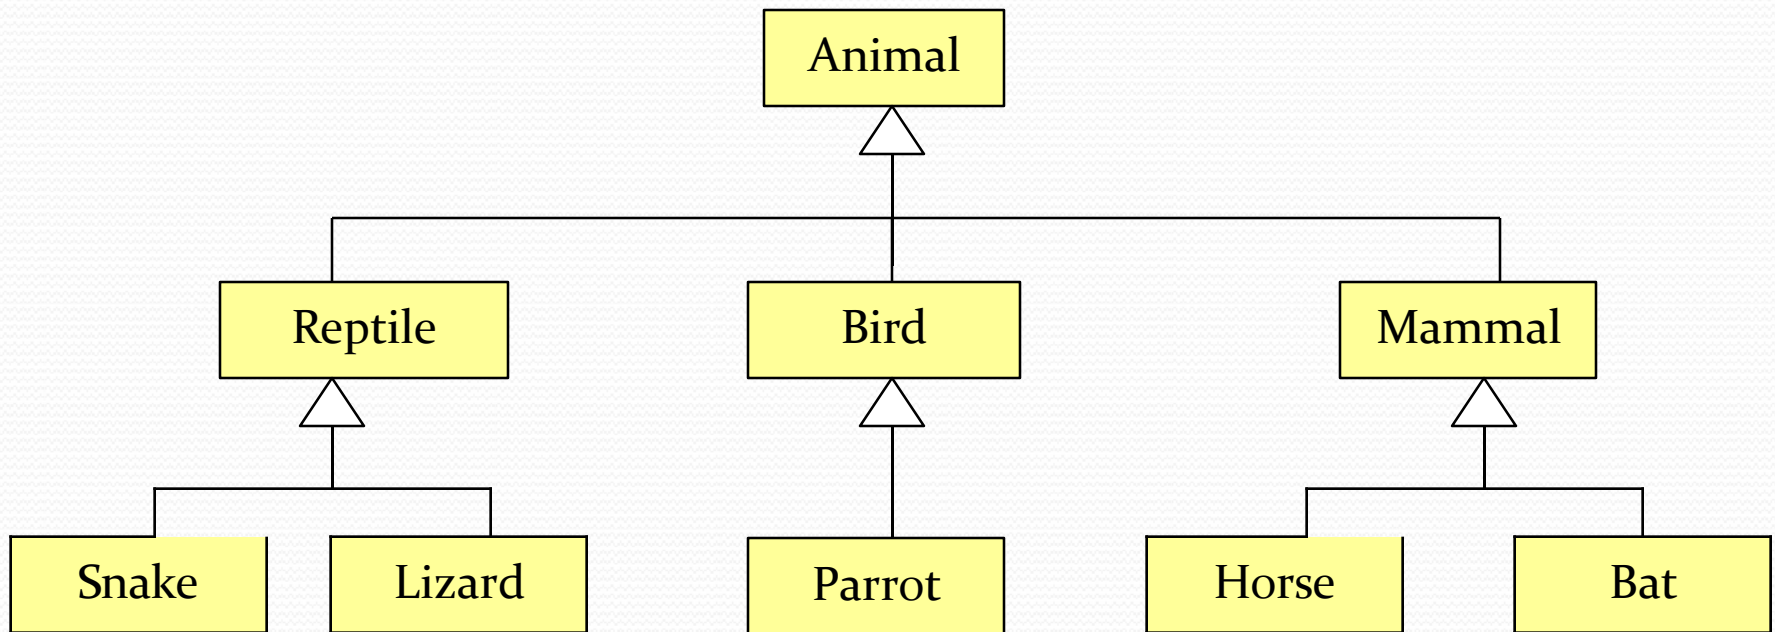 Animal
Reptile
Bird
Mammal
Snake
Lizard
Parrot
Horse
Bat